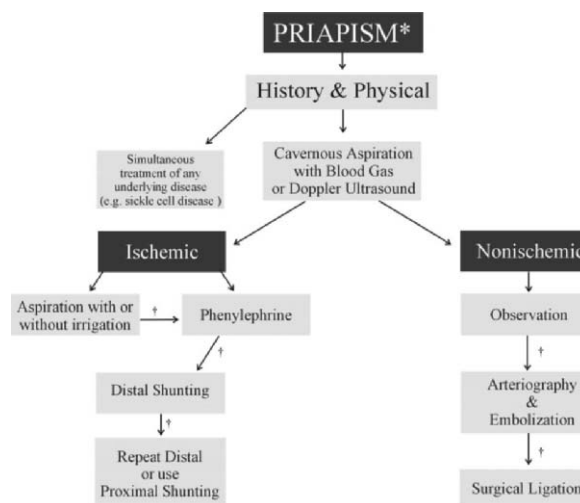 PRIAPISM*
History & Physical
Simultaneous
treatment of any
underlying disease
(e.g. sickle cell disease )
Cavernous Aspiration
with Blood Gas
or Doppler Ultrasound
Ischemic
Nonischemic
Aspiration with or
without irrigation
†
Phenylephrine
Observation
†
†
Distal Shunting
Arteriography
&
Embolization
†
†
Repeat Distal
or use
Proximal Shunting
Surgical Ligation